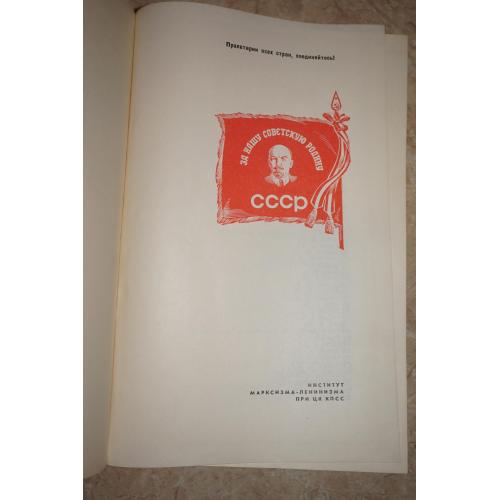 Пролетарии всех стран, соединяйтесь!
ЗА НАШУ СОВЕТСКУЮ РОДИНУ
СССР
ИНСТИТУТ
МАРКСИЗМА-ЛЕНИНИЗМА
ПРИ ЦК КПСС